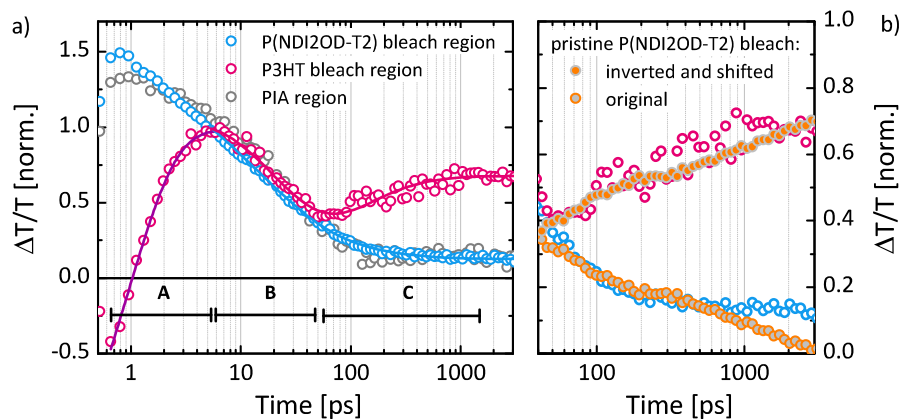 a)
P(NDI2OD-T2) bleach region
P3HT bleach region
PIA region
1.5
1.0
0.5
0.0
-0.5
ΔT/T [norm.]
A
B
C
1
10
100
1000
Time [ps]
b)
pristine P(NDI2OD-T2) bleach:
inverted and shifted
original
1.0
0.8
0.6
0.4
0.2
0.0
ΔT/T [norm.]
100
1000
Time [ps]